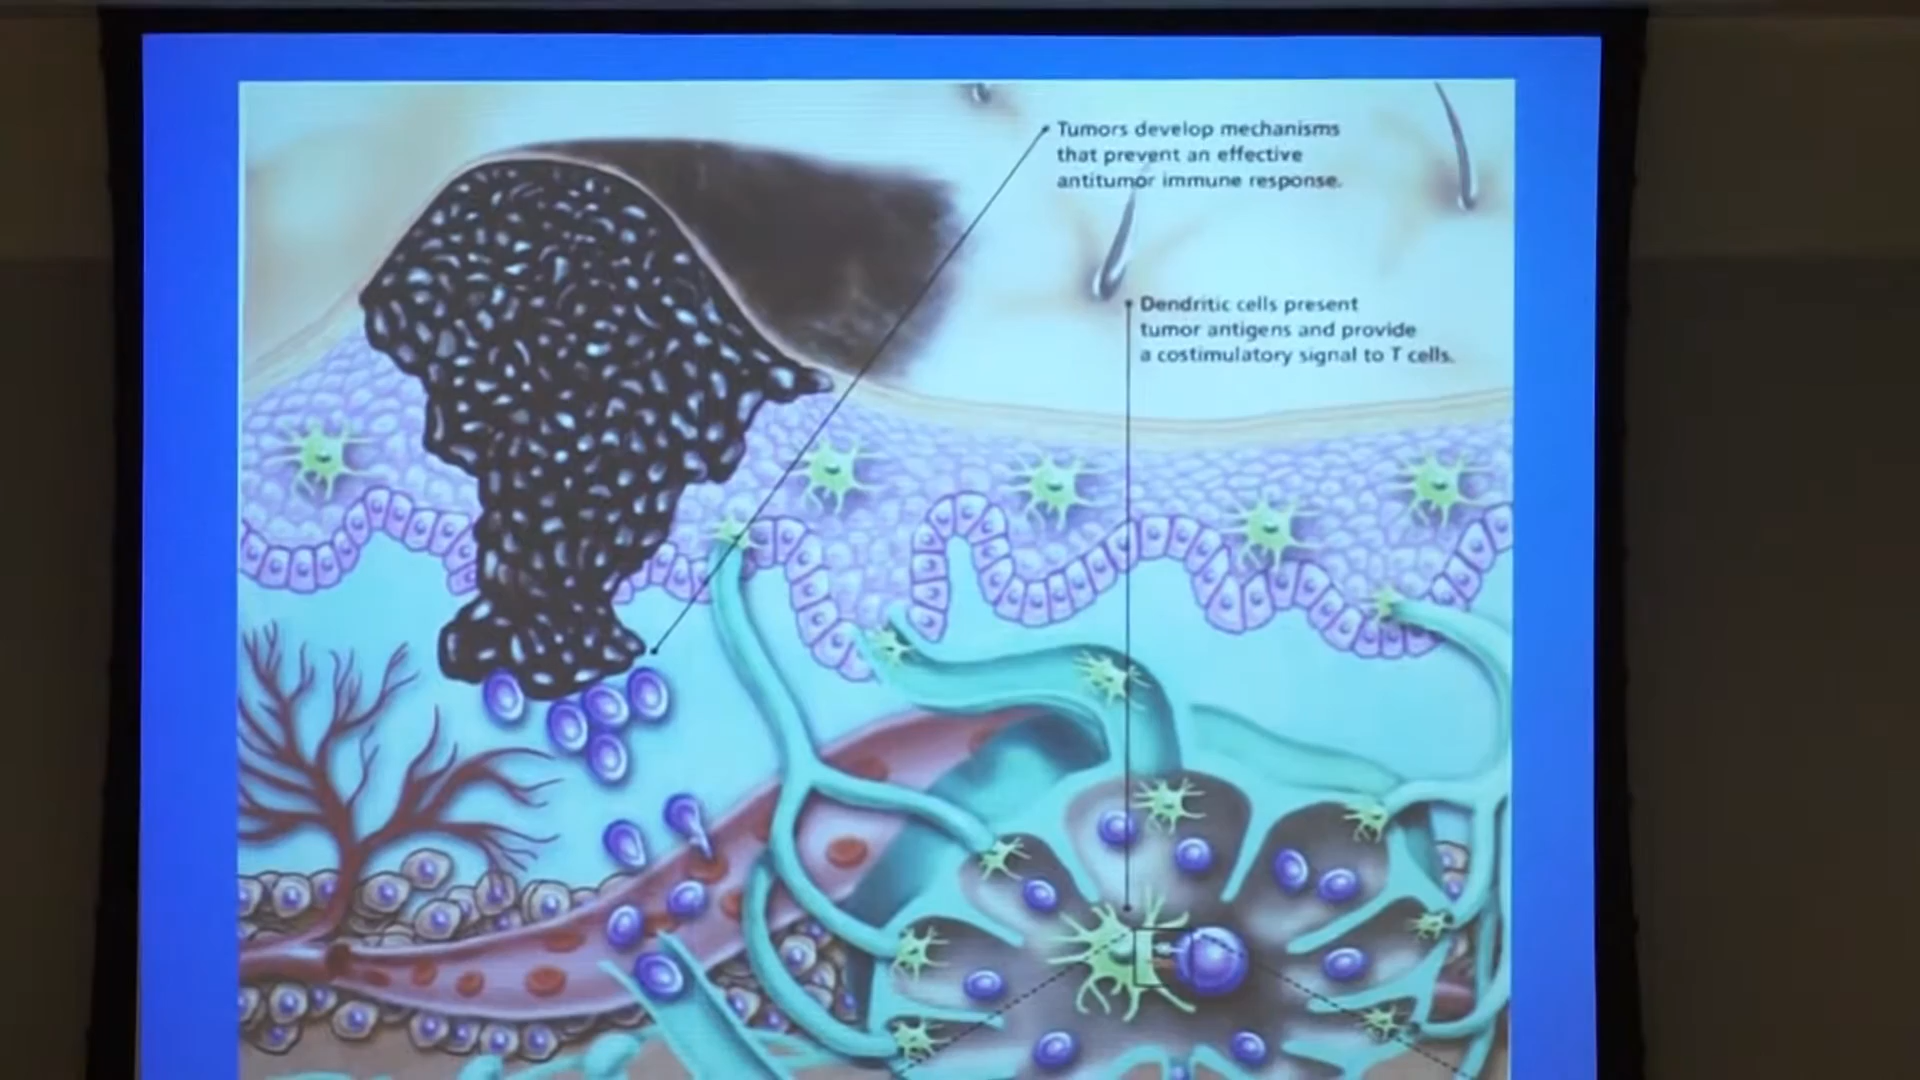 Tumors develop mechanisms
that prevent an effective
antitumor immune response.
Dendritic cells present
tumor antigens and provide
a costimulatory signal to T cells.